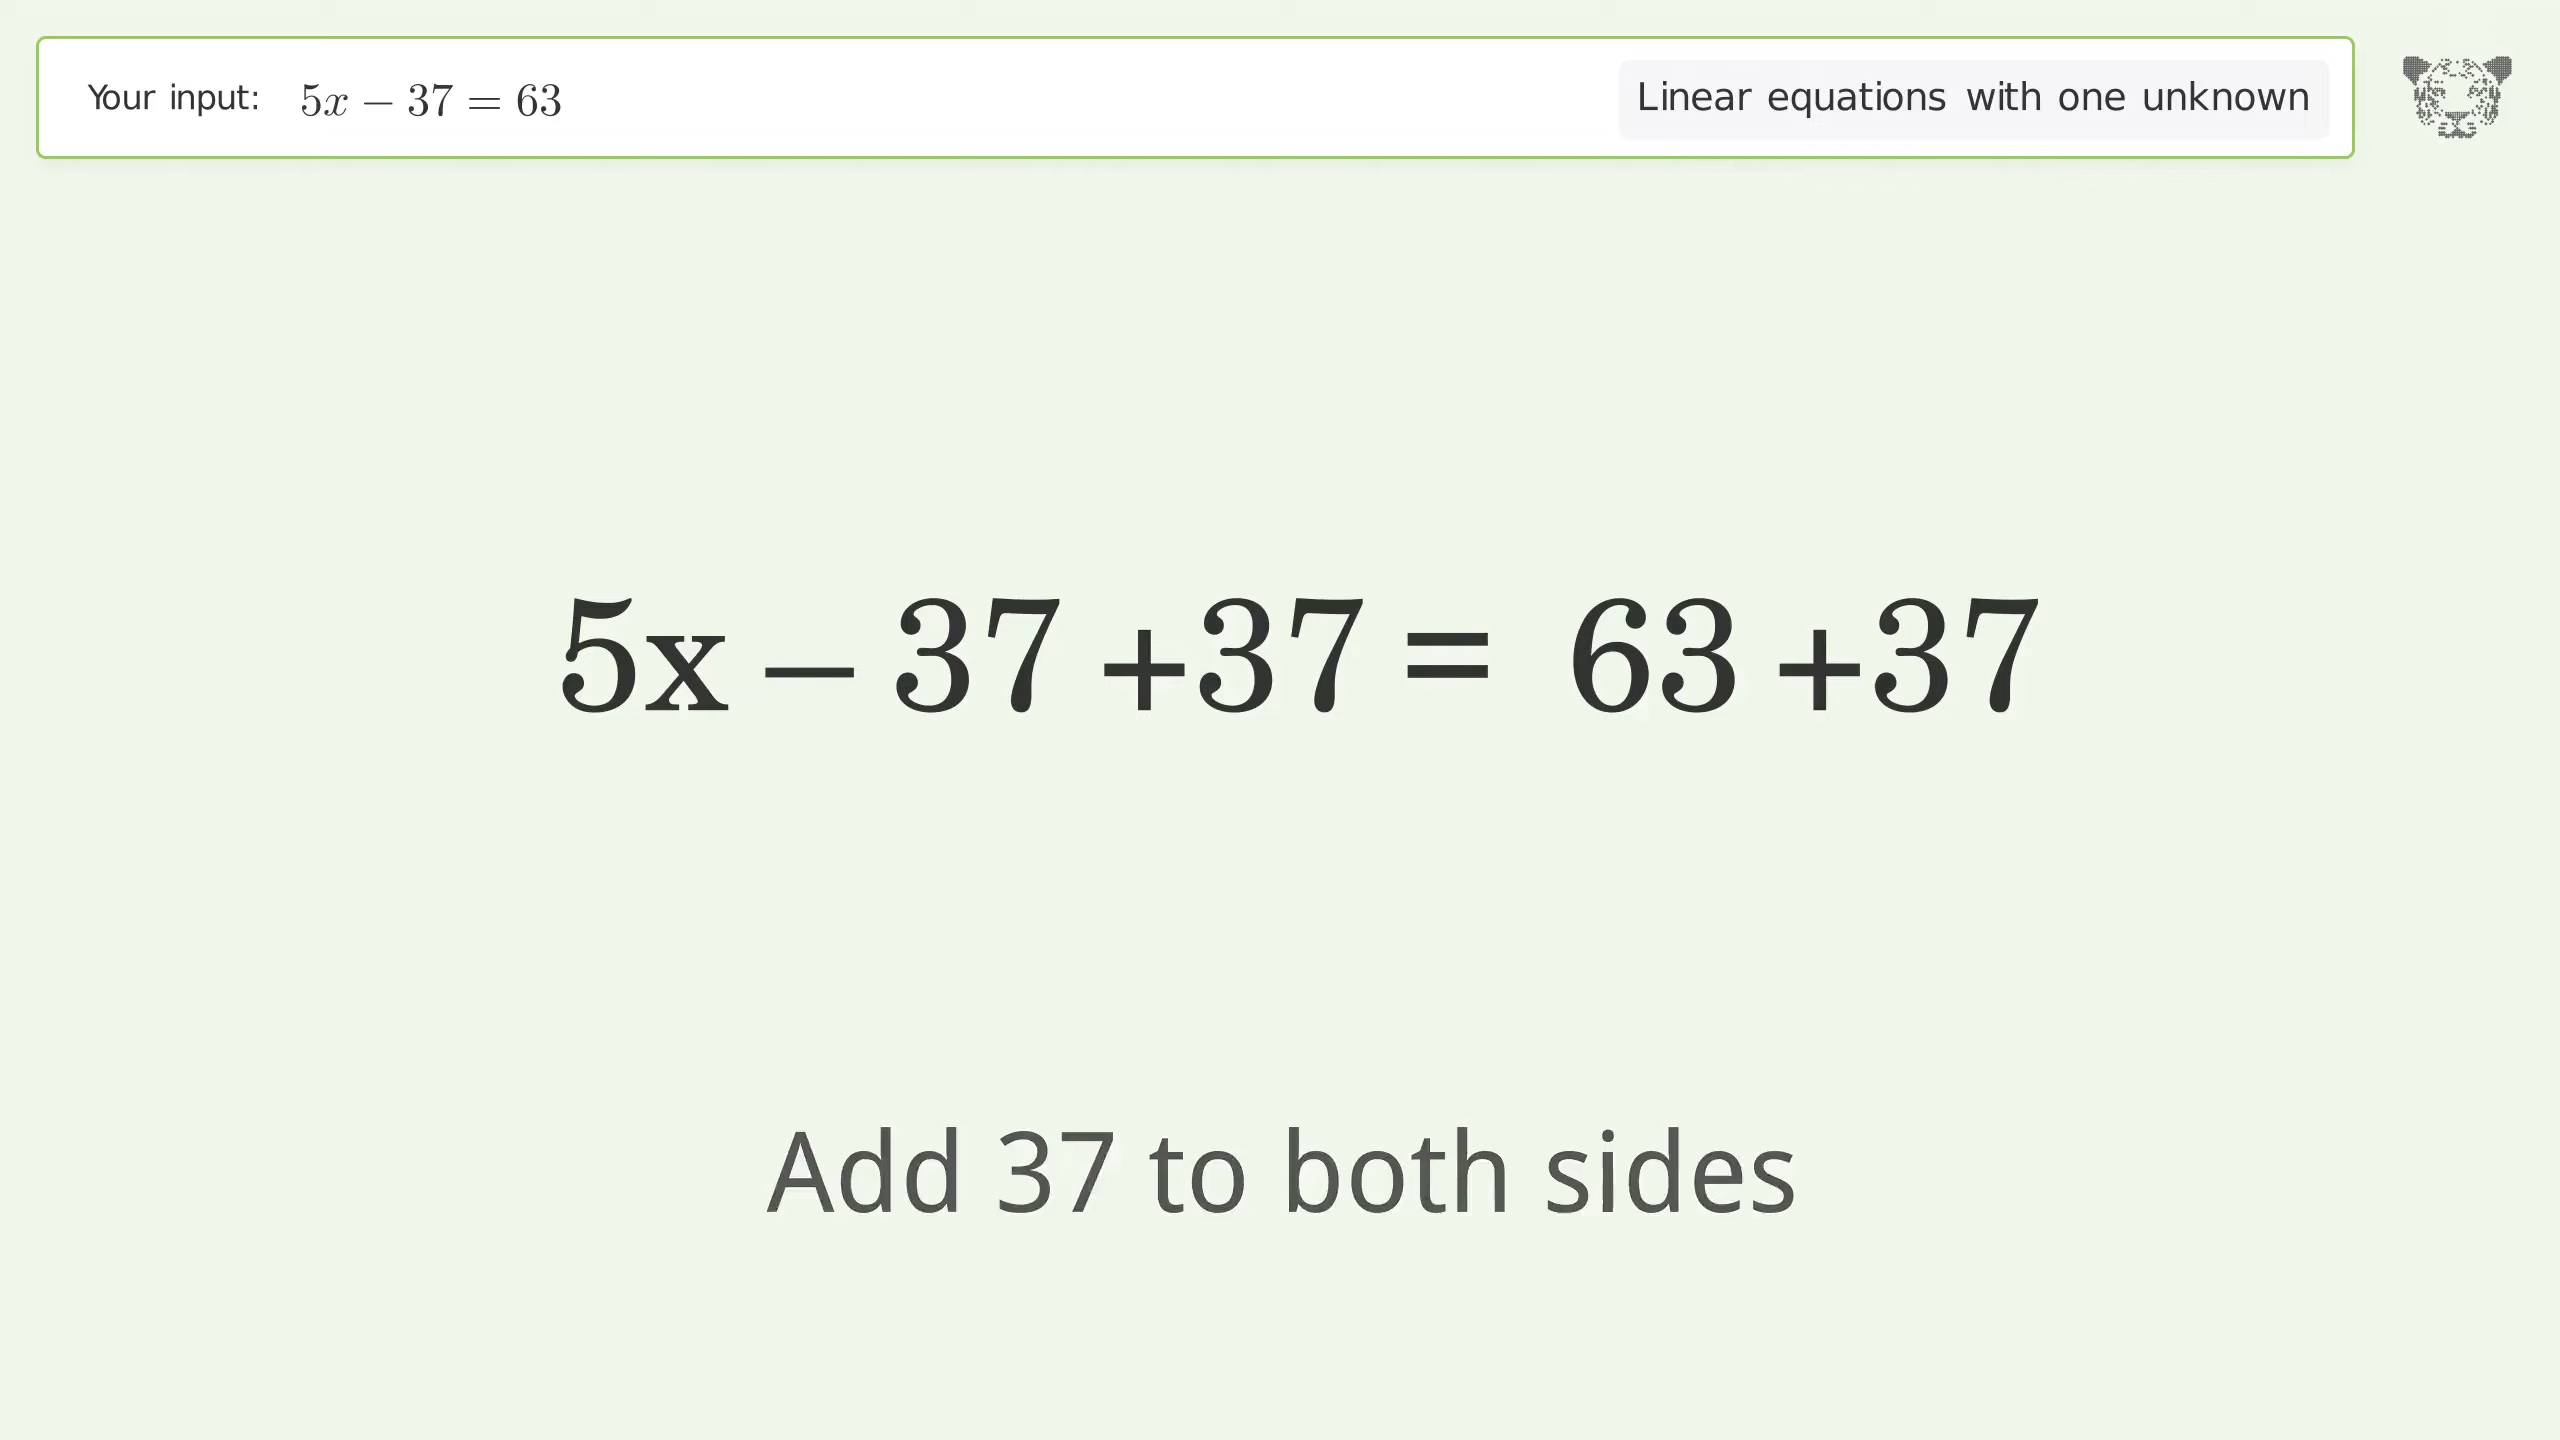 Your input: 5x − 37 = 63 Linear equations with one unknown
5x − 37 +37 = 63 +37
Add 37 to both sides